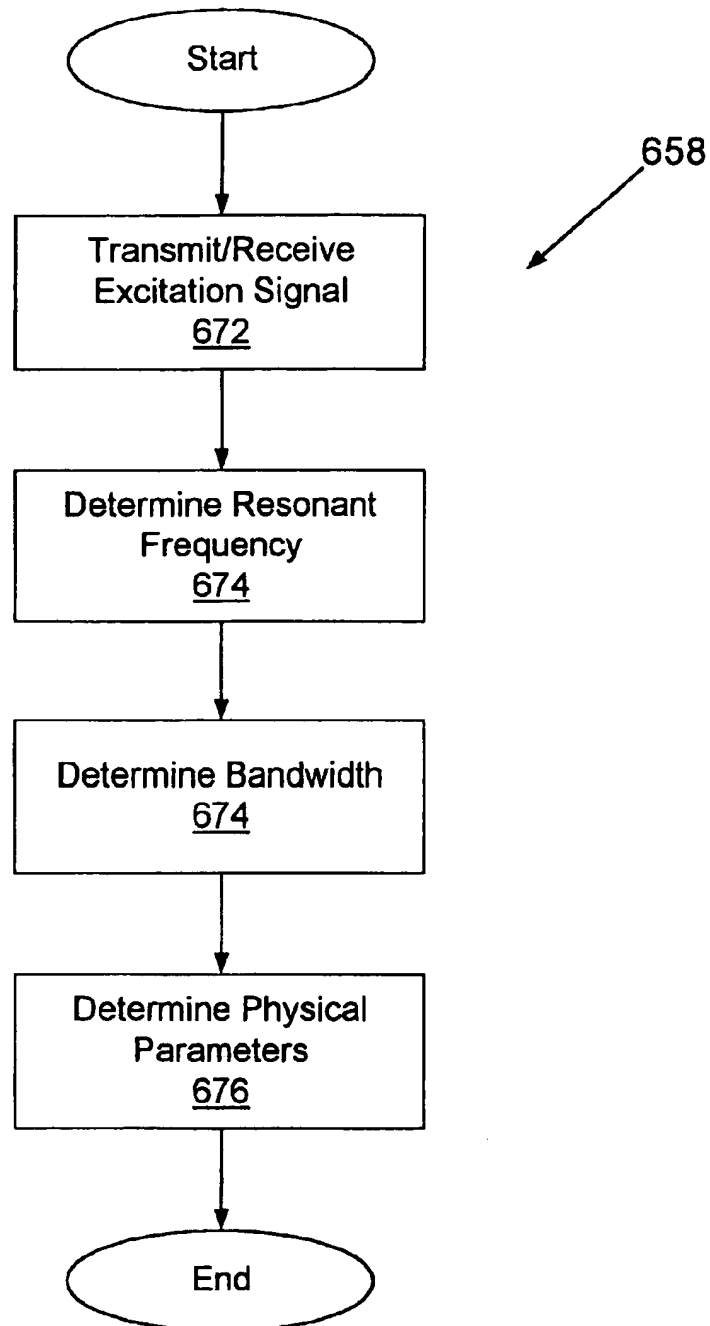 Start
658
Transmit/Receive
Excitation Signal
672
Determine Resonant
Frequency
674
Determine Bandwidth
674
Determine Physical
Parameters
676
End